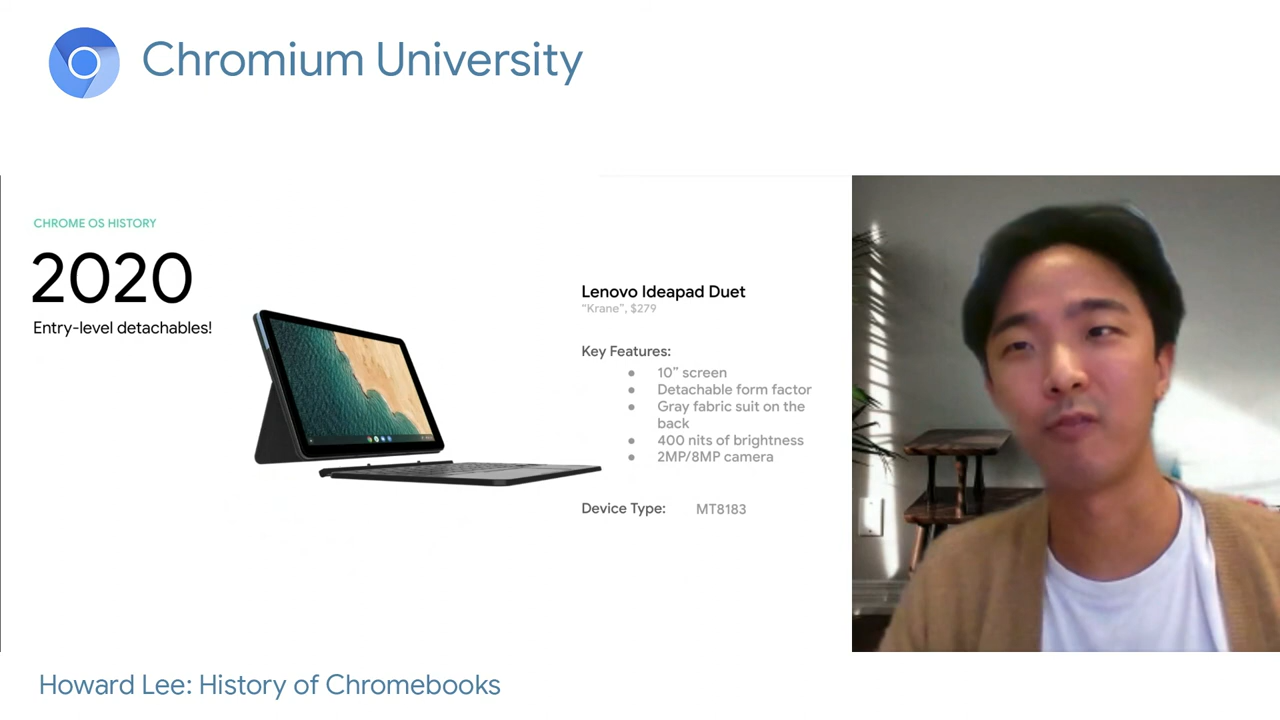 Chromium University
CHROME OS HISTORY
2020
Entry-level detachables!
Lenovo Ideapad Duet
“Krane”, $279
Key Features:
● 10” screen
● Detachable form factor
● Gray fabric suit on the
back
● 400 nits of brightness
● 2MP/8MP camera
Device Type: MT8183
Howard Lee: History of Chromebooks